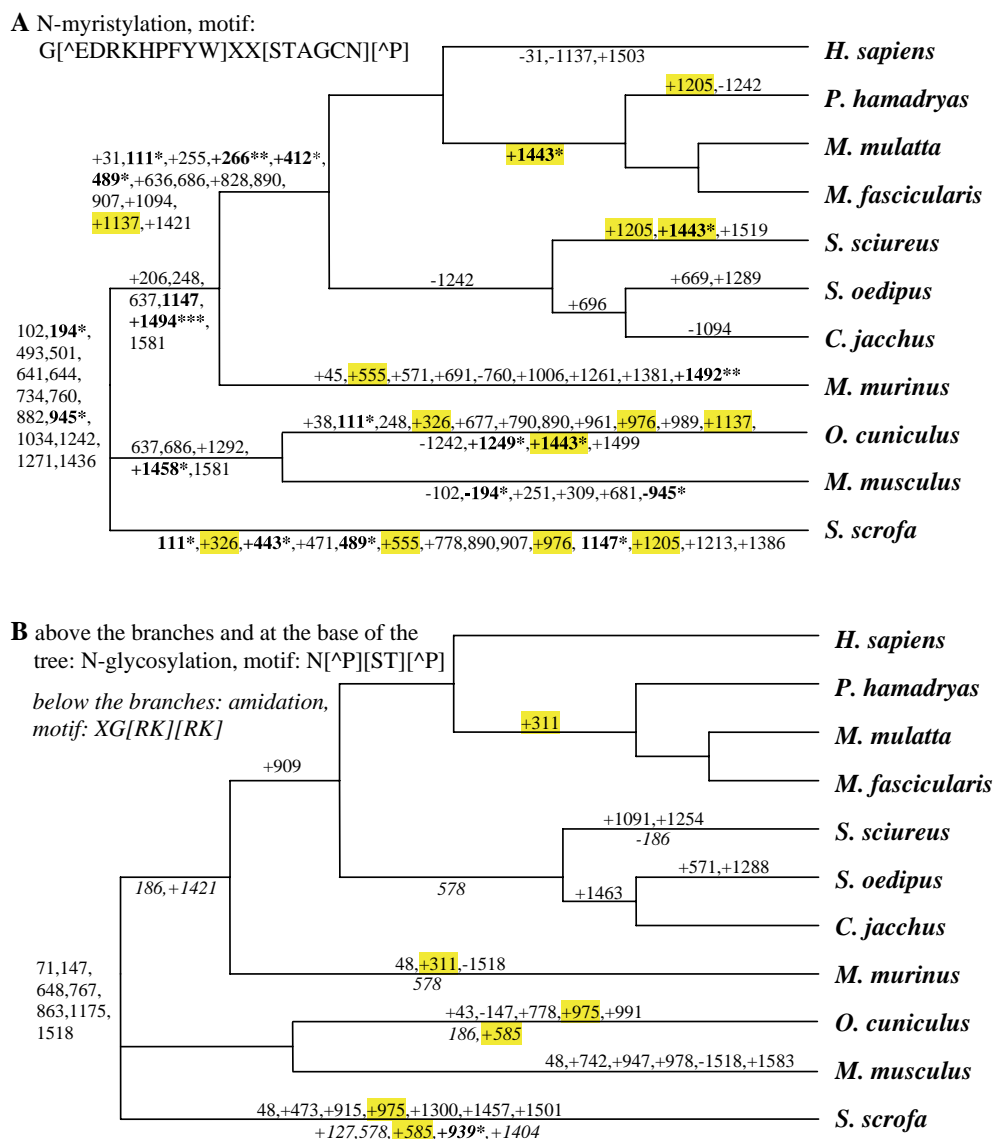 A N-myristylation, motif:
G[^EDRKHPFYW]XX[STAGCN][^P]
-31,-1137,+1503
H. sapiens
+1205,-1242
P. hamadryas
+1443*
M. mulatta
M. fascicularis
+31,111*,+255,+266**,+412*,
489*,+636,686,+828,890,
907,+1094,
+1137,+1421
+1205,+1443*,+1519
S. sciureus
-1242
+669,+1289
S. oedipus
+696
-1094
C. jacchus
+206,248,
637,1147,
+1494***,
1581
+45,+555,+571,+691,-760,+1006,+1261,+1381,+1492**
M. murinus
102,194*,
493,501,
641,644,
734,760,
882,945*,
1034,1242,
1271,1436
+38,111*,248,+326,+677,+790,890,+961,+976,+989,+1137,
-1242,+1249*,+1443*,+1499
O. cuniculus
637,686,+1292,
+1458*,1581
-102,-194*,+251,+309,+681,-945*
M. musculus
111*,+326,+443*,+471,489*,+555,+778,890,907,+976, 1147*,+1205,+1213,+1386
S. scrofa
B above the branches and at the base of the
tree: N-glycosylation, motif: N[^P][ST][^P]
below the branches: amidation,
motif: XG[RK][RK]
H. sapiens
P. hamadryas
+311
M. mulatta
M. fascicularis
+909
+1091,+1254
-186
S. sciureus
578
+571,+1288
S. oedipus
+1463
C. jacchus
186,+1421
48,+311,-1518
578
M. murinus
71,147,
648,767,
863,1175,
1518
+43,-147,+778,+975,+991
186,+585
O. cuniculus
48,+742,+947,+978,-1518,+1583
M. musculus
48,+473,+915,+975,+1300,+1457,+1501
+127,578,+585,+939*,+1404
S. scrofa